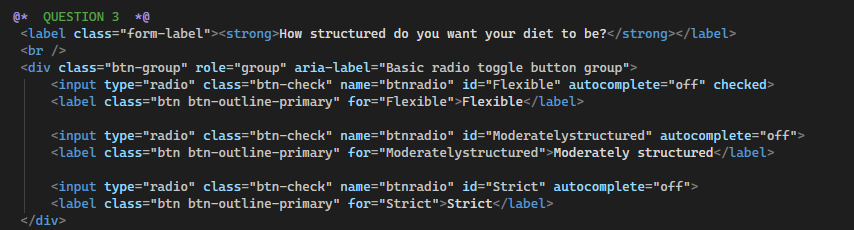 @*  QUESTION 3  *@
<label class="form-label"><strong>How structured do you want your diet to be?</strong></label>
<br />
<div class="btn-group" role="group" aria-label="Basic radio toggle button group">
<input type="radio" class="btn-check" name="btnradio" id="Flexible" autocomplete="off" checked>
<label class="btn btn-outline-primary" for="Flexible">Flexible</label>
<input type="radio" class="btn-check" name="btnradio" id="Moderatelystructured" autocomplete="off">
<label class="btn btn-outline-primary" for="Moderatelystructured">Moderately structured</label>
<input type="radio" class="btn-check" name="btnradio" id="Strict" autocomplete="off">
<label class="btn btn-outline-primary" for="Strict">Strict</label>
</div>